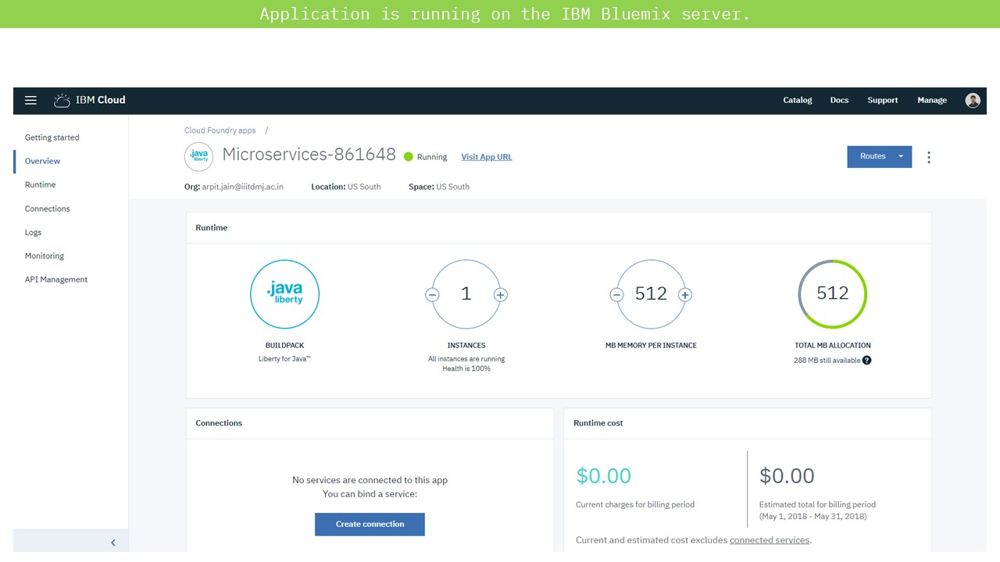 Application is running on the IBM Bluemix server.
IBM Cloud
Catalog
Docs
Support
Manage
Getting started
Overview
Runtime
Connections
Logs
Monitoring
API Management
Cloud Foundry apps /
.java
liberty
Microservices-861648
Running
Visit App URL
Routes
Org: arpit.jain@iiitdmj.ac.in
Location: US South
Space: US South
Runtime
.java
liberty
BUILDPACK
Liberty for Java™
1
INSTANCES
All instances are running
Health is 100%
512
MB MEMORY PER INSTANCE
512
TOTAL MB ALLOCATION
288 MB still available ?
Connections
No services are connected to this app
You can bind a service:
Create connection
Runtime cost
$0.00
Current charges for billing period
$0.00
Estimated total for billing period
(May 1, 2018 - May 31, 2018)
Current and estimated cost excludes connected services.